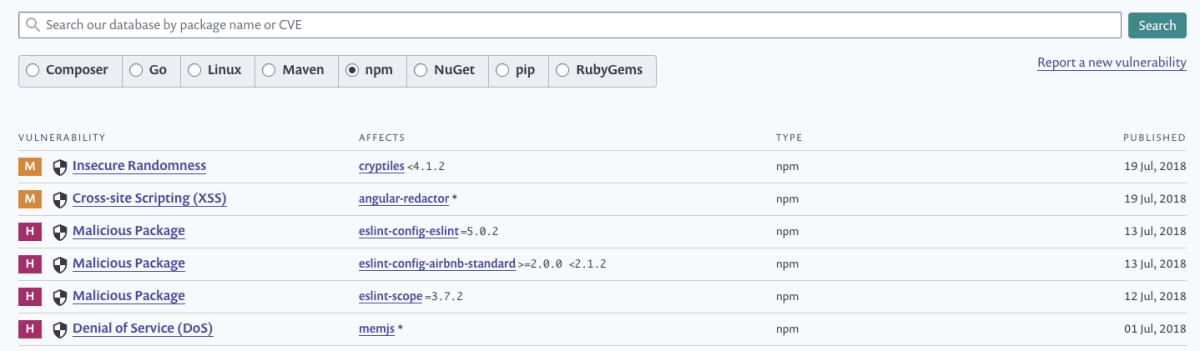 Search our database by package name or CVE Search
Composer Go Linux Maven npm NuGet pip RubyGems Report a new vulnerability
VULNERABILITY AFFECTS TYPE PUBLISHED
M Insecure Randomness cryptiles <4.1.2 npm 19 Jul, 2018
M Cross-site Scripting (XSS) angular-redactor * npm 19 Jul, 2018
H Malicious Package eslint-config-eslint =5.0.2 npm 13 Jul, 2018
H Malicious Package eslint-config-airbnb-standard >=2.0.0 <2.1.2 npm 13 Jul, 2018
H Malicious Package eslint-scope =3.7.2 npm 12 Jul, 2018
H Denial of Service (DoS) memjs * npm 01 Jul, 2018